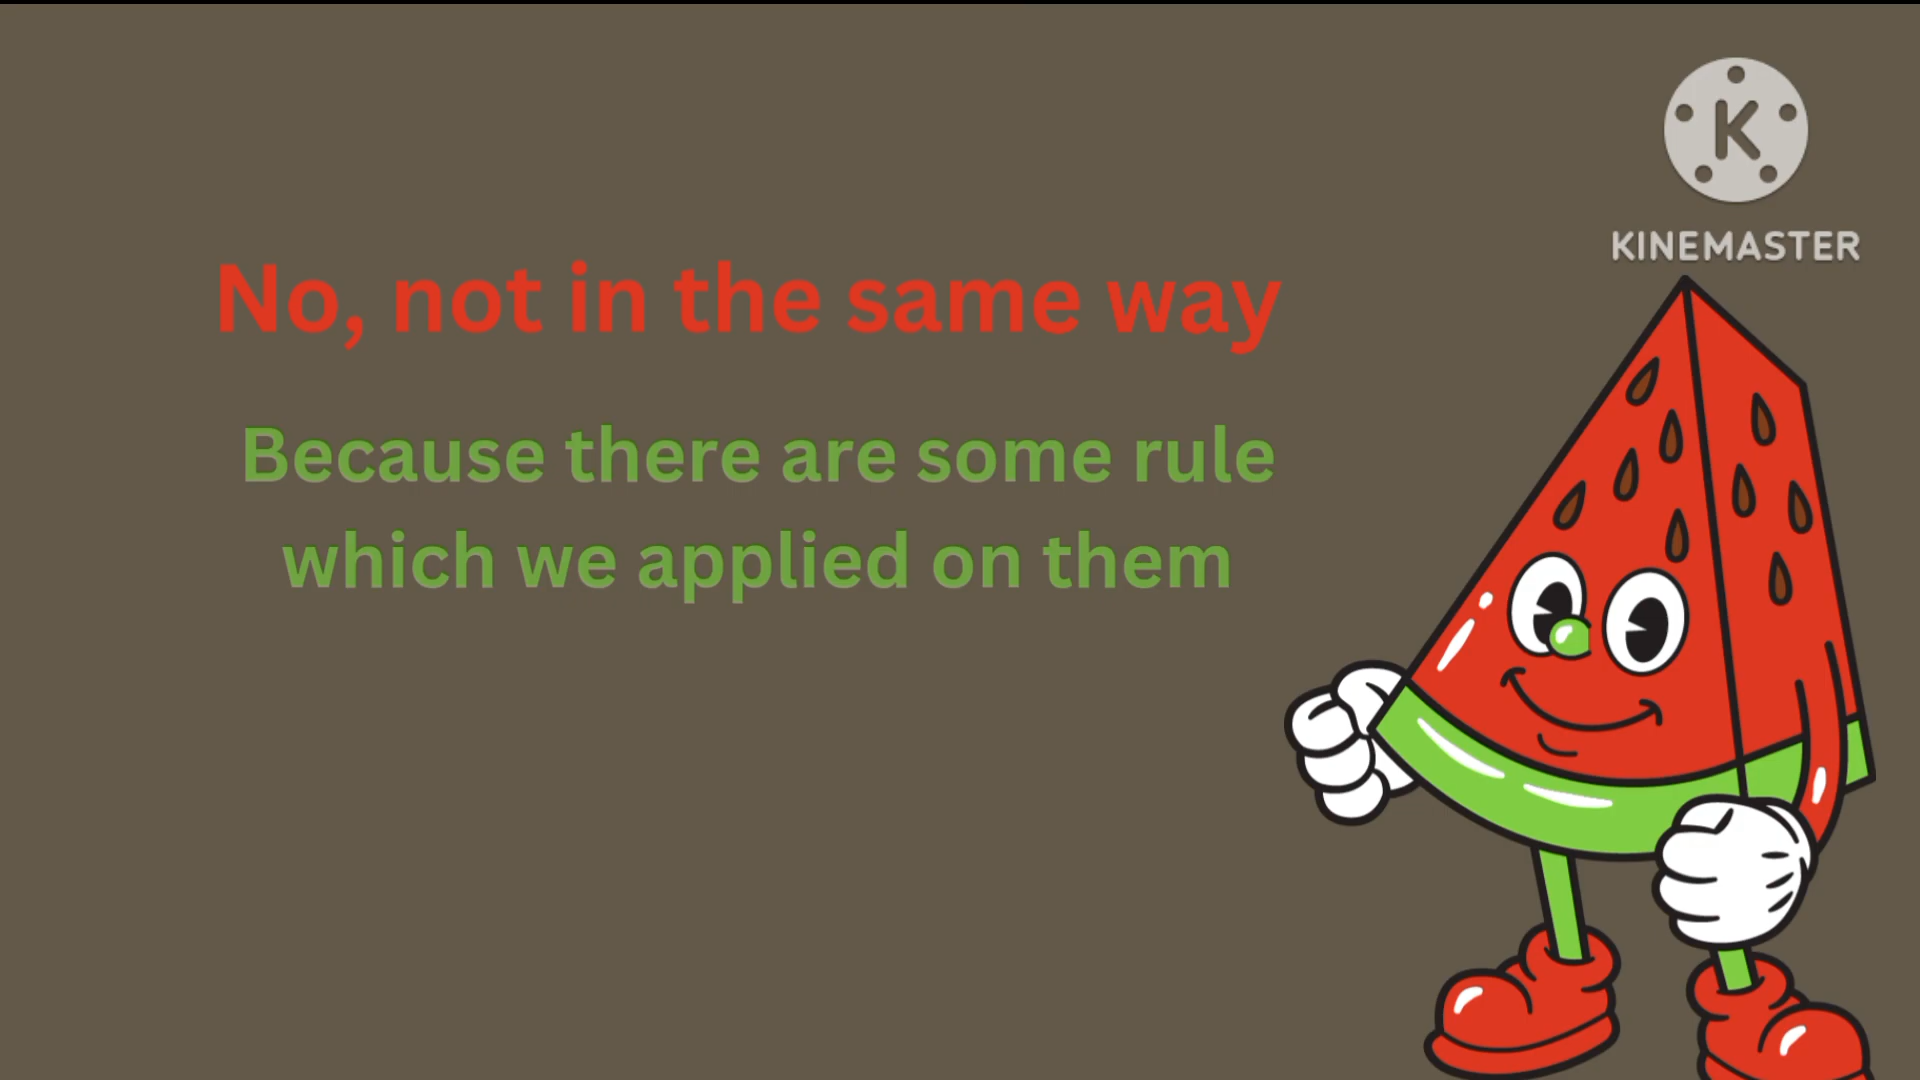 K
KINEMASTER
No, not in the same way
Because there are some rule
which we applied on them